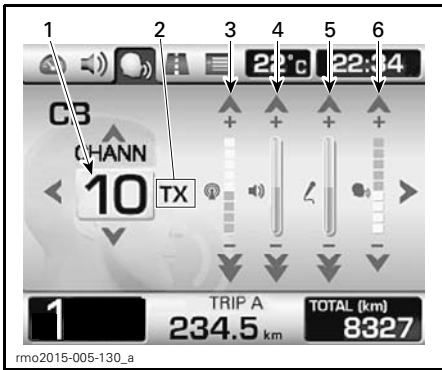 1 2 3 4 5 6
22°C 22:34
CB
CHANN
10 TX
+ + + +
− − − −
1 TRIP A TOTAL (km)
234.5 km 8327
rmo2015-005-130_a